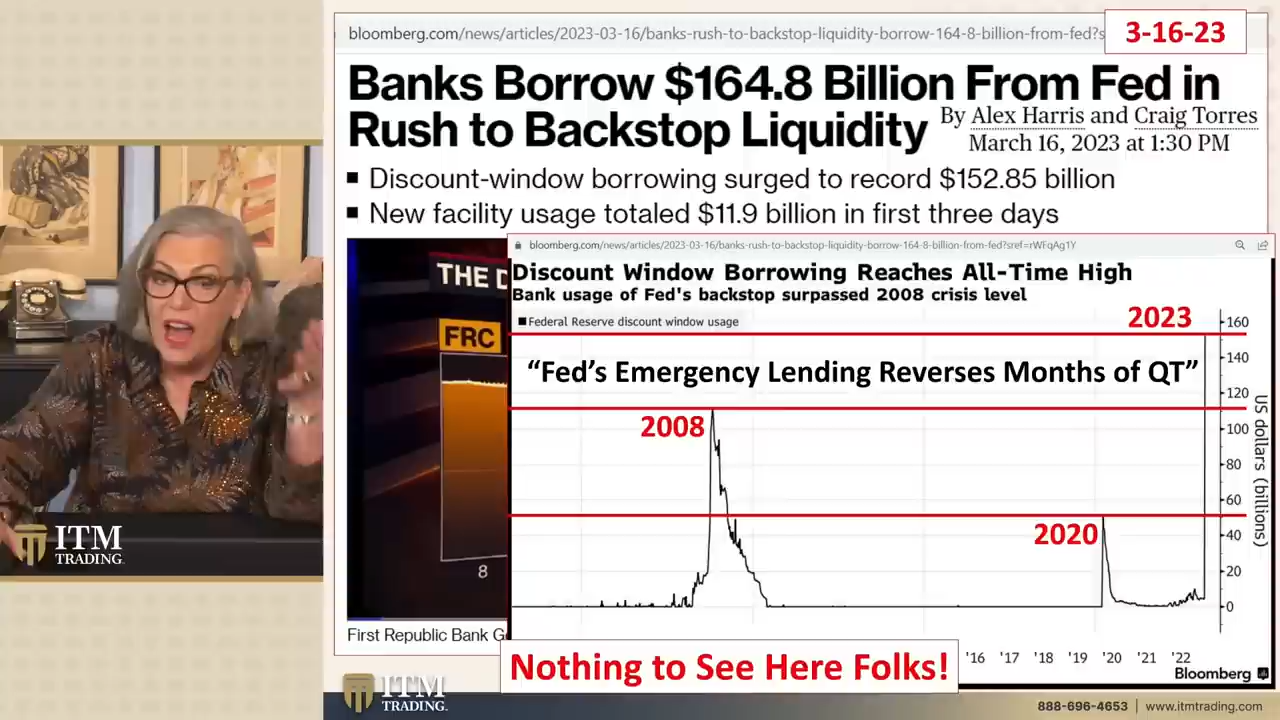 bloomberg.com/news/articles/2023-03-16/banks-rush-to-backstop-liquidity-borrow-164-8-billion-from-fed?s
3-16-23
Banks Borrow $164.8 Billion From Fed in
Rush to Backstop Liquidity
By Alex Harris and Craig Torres
March 16, 2023 at 1:30 PM
▪ Discount-window borrowing surged to record $152.85 billion
▪ New facility usage totaled $11.9 billion in first three days
THE D
FRC
8
First Republic Bank G
bloomberg.com/news/articles/2023-03-16/banks-rush-to-backstop-liquidity-borrow-164-8-billion-from-fed?sref=rWFqAg1Y
Discount Window Borrowing Reaches All-Time High
Bank usage of Fed's backstop surpassed 2008 crisis level
Federal Reserve discount window usage
2023
“Fed’s Emergency Lending Reverses Months of QT”
2008
2020
160
140
120
100
80
60
40
20
0
US dollars (billions)
'16 '17 '18 '19 '20 '21 '22
Bloomberg
Nothing to See Here Folks!
ITM
TRADING.
ITM
TRADING.
888-696-4653 | www.itmtrading.com